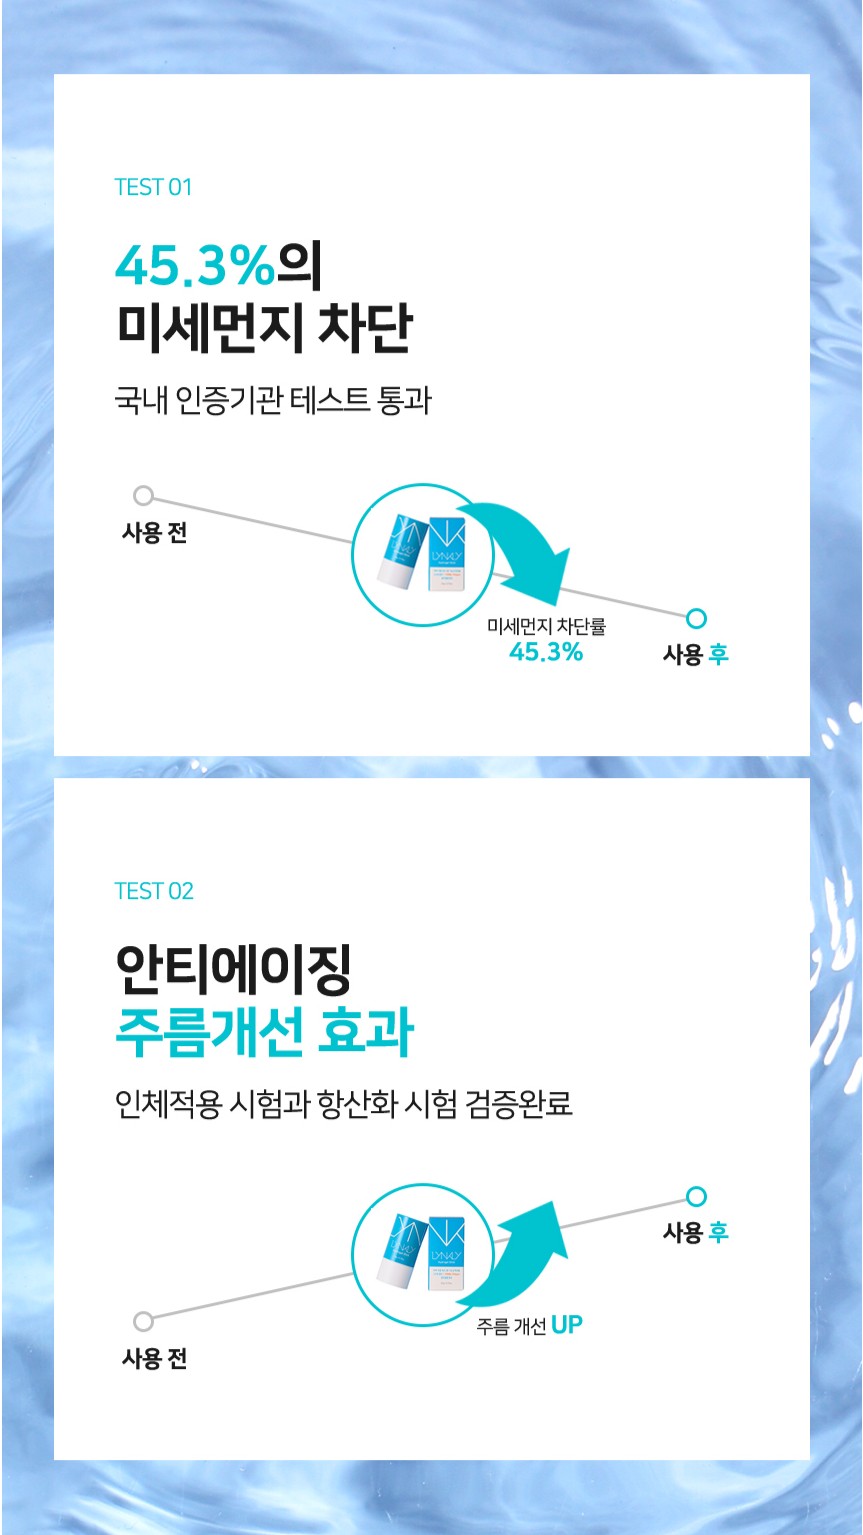 TEST 01
45.3%의
미세먼지 차단
국내 인증기관 테스트 통과
사용 전
LYNKLY
미세먼지 차단률
45.3%
사용 후
TEST 02
안티에이징
주름개선 효과
인체적용 시험과 항산화 시험 검증완료
사용 후
주름 개선 UP
사용 전